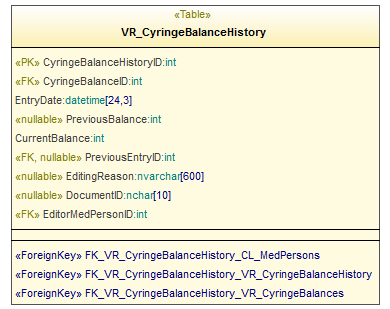 «Table»
VR_CyringeBalanceHistory
«PK» CyringeBalanceHistoryID:int
«FK» CyringeBalanceID:int
EntryDate:datetime[24,3]
«nullable» PreviousBalance:int
CurrentBalance:int
«FK, nullable» PreviousEntryID:int
«nullable» EditingReason:nvarchar[600]
«nullable» DocumentID:nchar[10]
«FK» EditorMedPersonID:int
«ForeignKey» FK_VR_CyringeBalanceHistory_CL_MedPersons
«ForeignKey» FK_VR_CyringeBalanceHistory_VR_CyringeBalanceHistory
«ForeignKey» FK_VR_CyringeBalanceHistory_VR_CyringeBalances